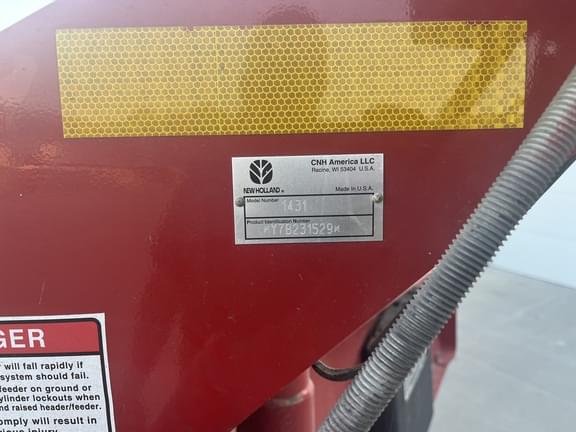 CNH America LLC
Racine, WI 53404 U.S.A.
NEW HOLLAND ®
Made in U.S.A.
Model Number
1431
Product Identification Number
*Y7B231529*
GER
will fall rapidly if
system should fail.
feeder on ground or
ylinder lockouts when
nd raised header/feeder.
omply will result in